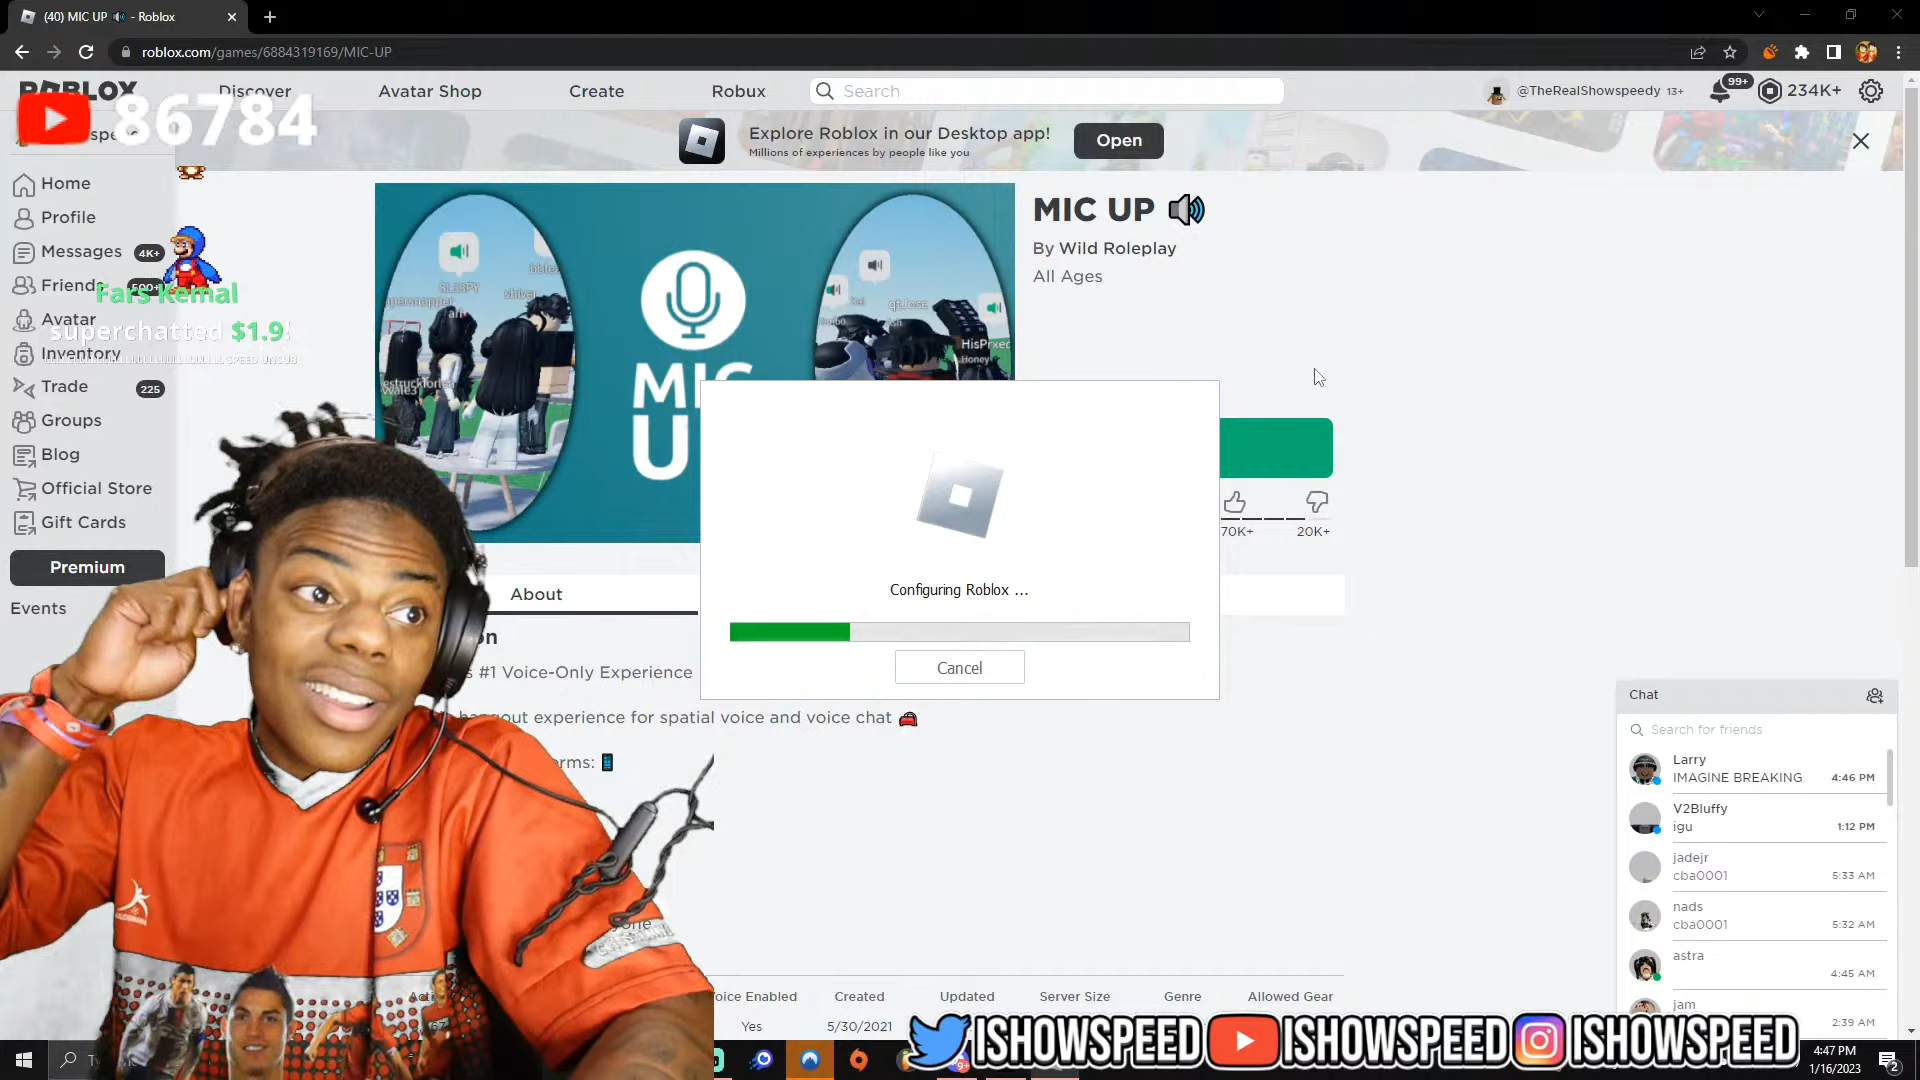 (40) MIC UP 🔊 - Roblox
roblox.com/games/6884319169/MIC-UP
ROBLOX
Discover
Avatar Shop
Create
Robux
Search
@TheRealShowspeedy 13+
99+
234K+
86784
Explore Roblox in our Desktop app!
Millions of experiences by people like you
Open
Home
Profile
Messages 4K+
Friends 500+
Fars Kemal
Avatar
superchatted $1.9!
Inventory
SPEED UNSUB
Trade 225
Groups
Blog
Official Store
Gift Cards
Premium
Events
MIC
MIC UP 🔊
By Wild Roleplay
All Ages
70K+
20K+
Configuring Roblox ...
Cancel
About
#1 Voice-Only Experience
experience for spatial voice and voice chat
Voice Enabled
Created
Updated
Server Size
Genre
Allowed Gear
Yes
5/30/2021
Chat
Search for friends
Larry
IMAGINE BREAKING 4:46 PM
V2Bluffy
igu 1:12 PM
jadejr
cba0001 5:33 AM
nads
cba0001 5:32 AM
astra
4:45 AM
jam
2:39 AM
ISHOWSPEED
ISHOWSPEED
ISHOWSPEED
4:47 PM
1/16/2023
2